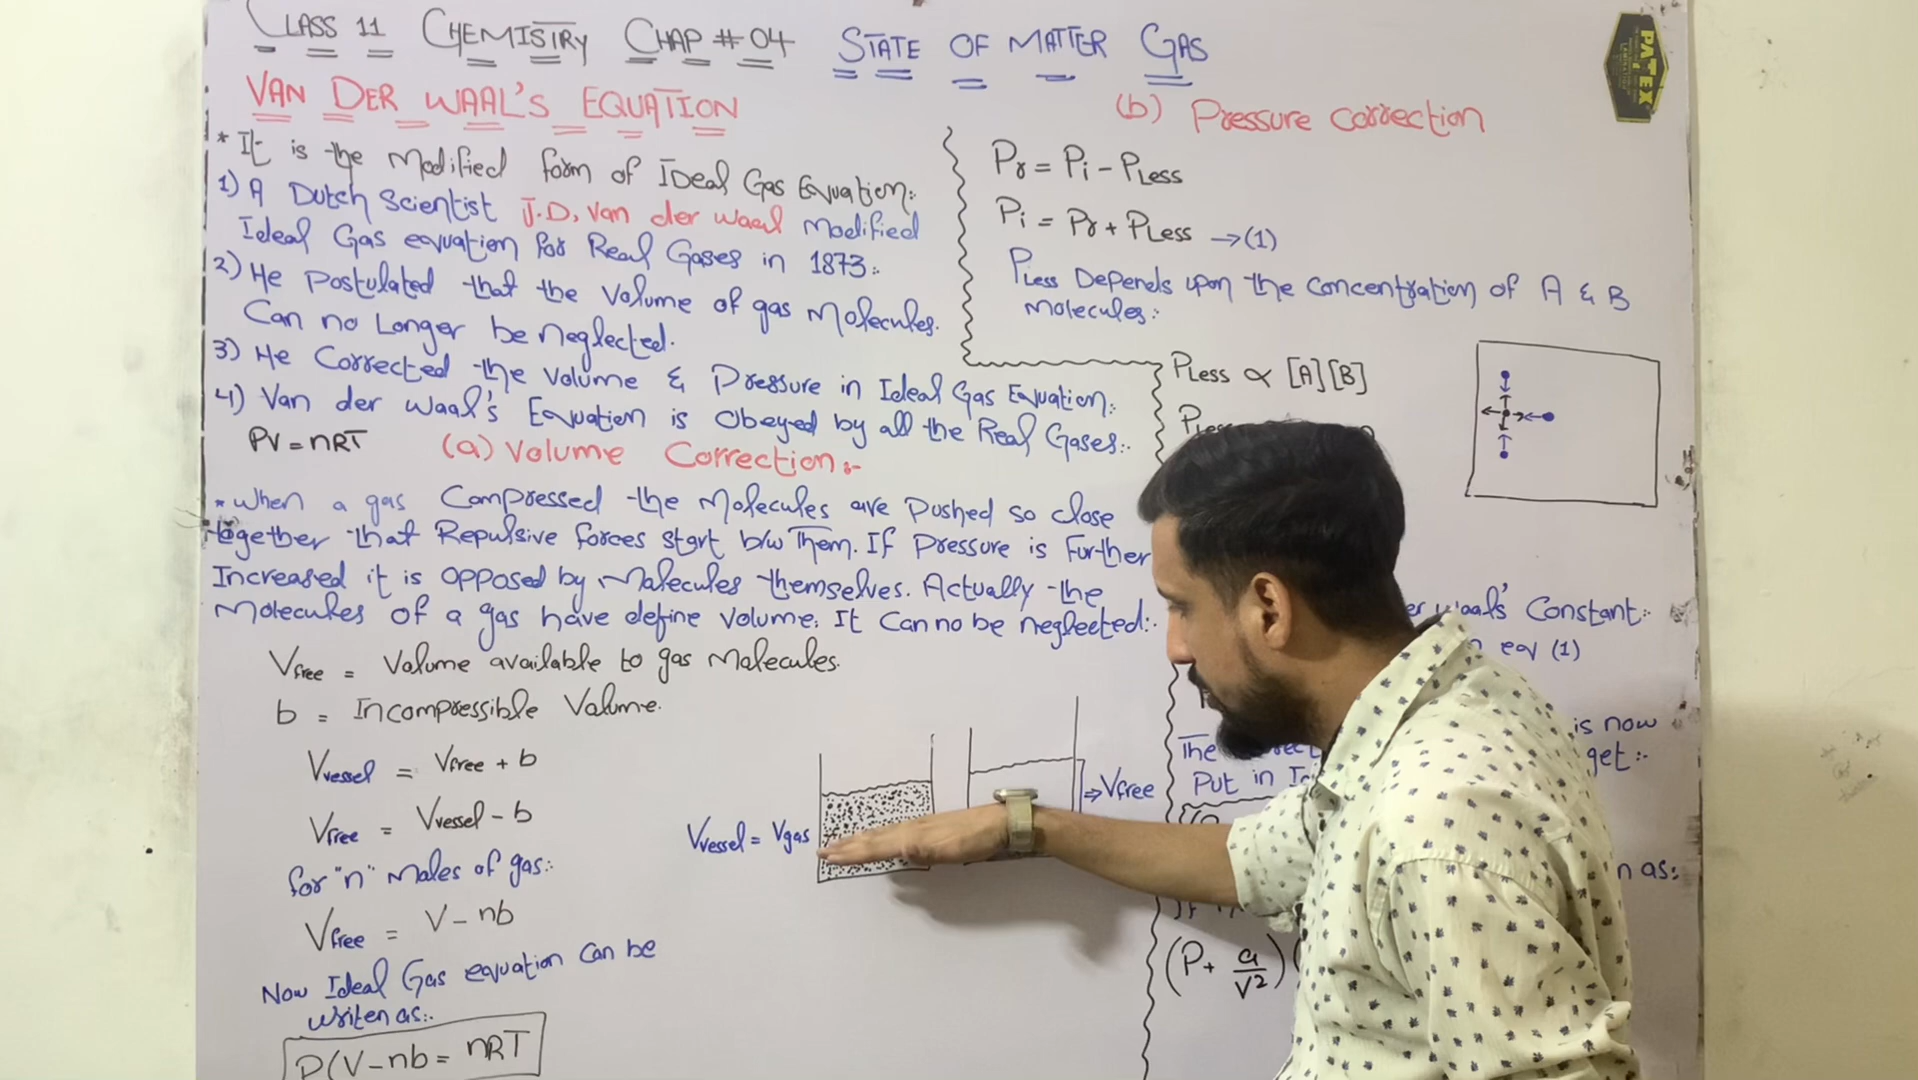 CLASS 11 CHEMISTRY CHAP # 04 STATE OF MATTER GAS
VAN DER WAAL'S EQUATION
* It is the Modified form of IDeal Gas Equation:
1) A Dutch Scientist J.D. Van der Waal Modified
Ideal Gas equation for Real Gases in 1873:
2) He Postulated that the Volume of gas Molecules
Can no Longer be neglected.
3) He Corrected the Volume & Pressure in Ideal Gas Equation:
4) Van der Waal's Equation is Obeyed by all the Real Gases:
PV = nRT (a) Volume Correction:-
* When a gas Compressed the Molecules are Pushed so close
together that Repulsive forces start b/w Them. If Pressure is Further
Increased it is opposed by Molecules themselves. Actually the
Molecules of a gas have define Volume. It Can no be neglected:
Vfree = Volume available to gas Molecules.
b = Incompressible Volume.
Vvessel = Vfree + b
Vfree = Vvessel - b
for "n" Moles of gas:
Vfree = V - nb
Now Ideal Gas equation Can be
writen as:
P(V - nb = nRT
Vvessel = Vgas
⇒ Vfree
(b) Pressure correction
Pr = Pi - PLess
Pi = Pr + PLess → (1)
PLess Depends upon the concentration of A & B
molecules:
PLess ∝ [A][B]
Waal's Constant:
eq (1)
is now
The
Put in
get:
n as:
(P + a/V²)(
PATEX